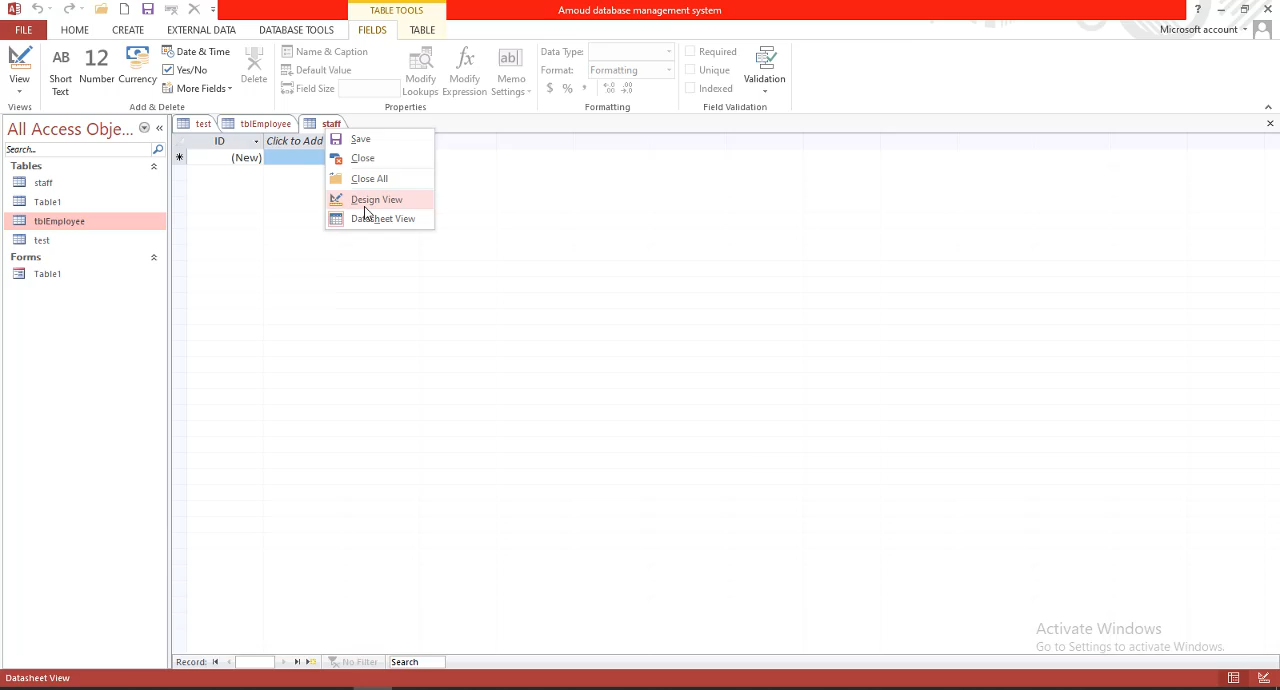 TABLE TOOLS
Amoud database management system
?
FILE
HOME
CREATE
EXTERNAL DATA
DATABASE TOOLS
FIELDS
TABLE
Microsoft account
View
AB
Short
Text
12
Number
Currency
Date & Time
Yes/No
More Fields
Delete
Name & Caption
Default Value
Field Size
Modify
Lookups
fx
Modify
Expression
ab
Memo
Settings
Data Type:
Format:
Formatting
$ % ,
Required
Unique
Indexed
Validation
Views
Add & Delete
Properties
Formatting
Field Validation
All Access Obje... «
Search...
Tables
staff
Table1
tblEmployee
test
Forms
Table1
test
tblEmployee
staff
ID
Click to Add
(New)
Save
Close
Close All
Design View
Datasheet View
Activate Windows
Go to Settings to activate Windows.
Record:
No Filter
Search
Datasheet View